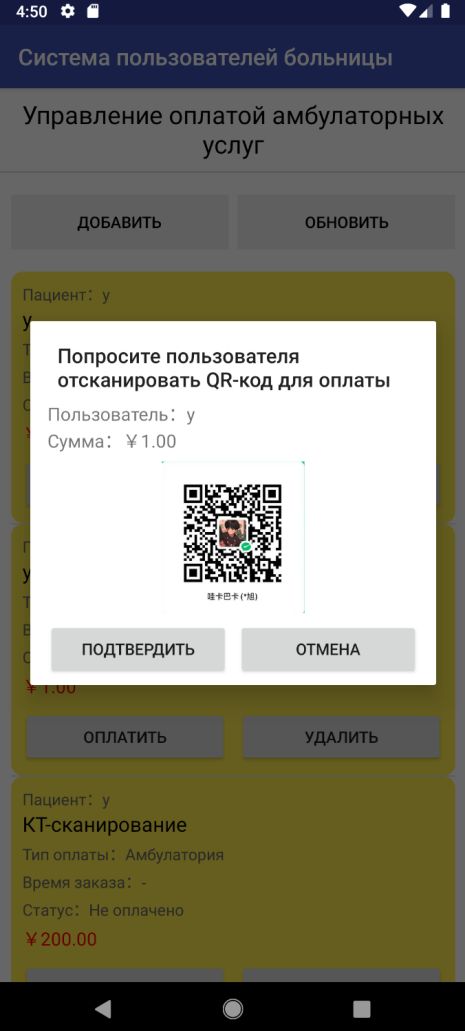 4:50
Система пользователей больницы
Управление оплатой амбулаторных
услуг
ДОБАВИТЬ
ОБНОВИТЬ
Пациент： у
у
Попросите пользователя
отсканировать QR-код для оплаты
Пользователь： у
Сумма： ￥1.00
哇卡巴卡(*旭)
ПОДТВЕРДИТЬ
ОТМЕНА
￥1.00
ОПЛАТИТЬ
УДАЛИТЬ
Пациент： у
КТ-сканирование
Тип оплаты： Амбулатория
Время заказа： -
Статус： Не оплачено
￥200.00